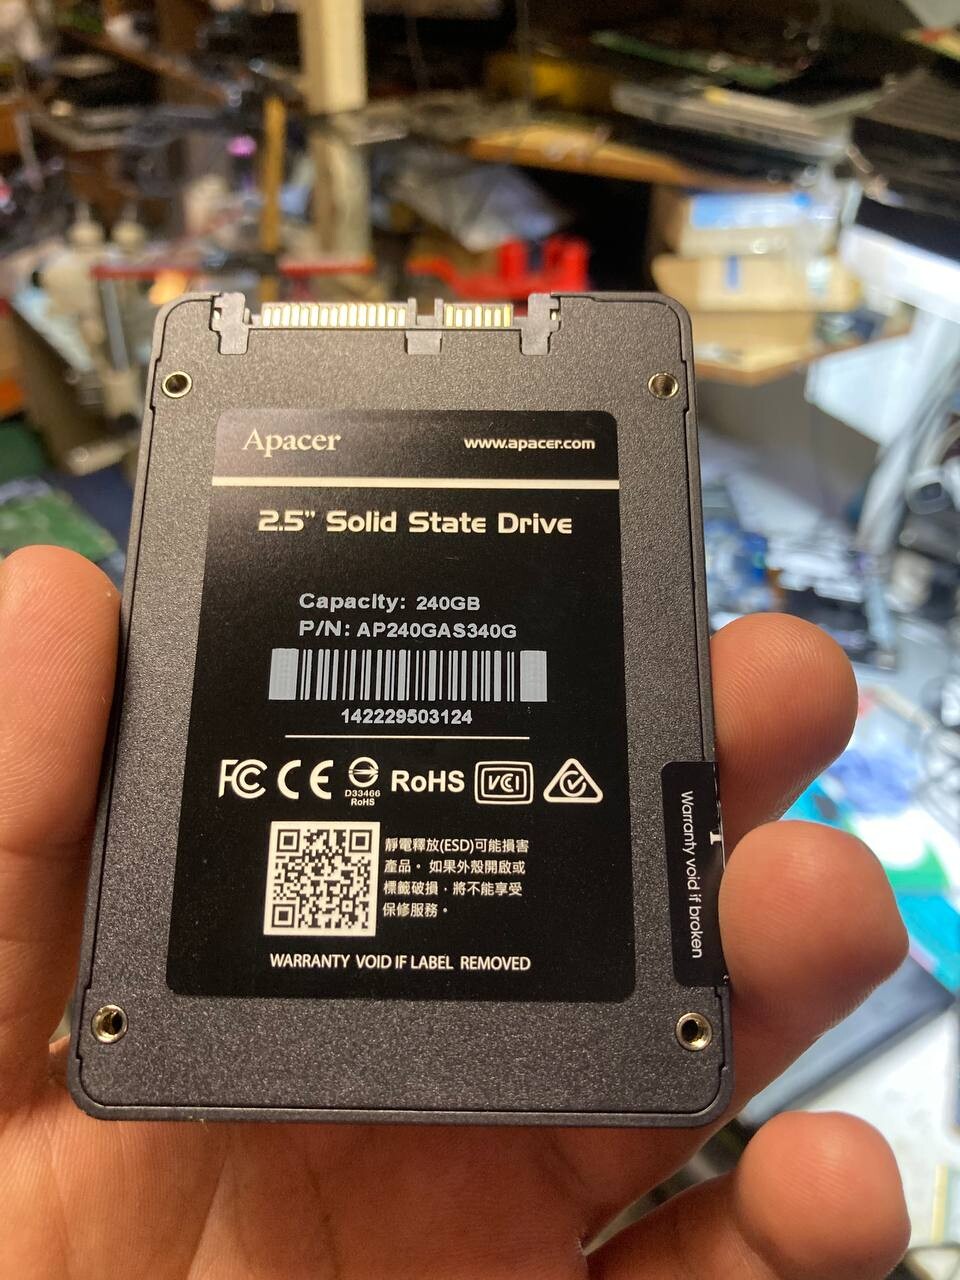 Apacer
www.apacer.com
2.5" Solid State Drive
Capacity: 240GB
P/N: AP240GAS340G
142229503124
FC CE D33466 RoHS RoHS VCI
靜電釋放(ESD)可能損害
產品。如果外殼開啟或
標籤破損，將不能享受
保修服務。
WARRANTY VOID IF LABEL REMOVED
Warranty void if broken